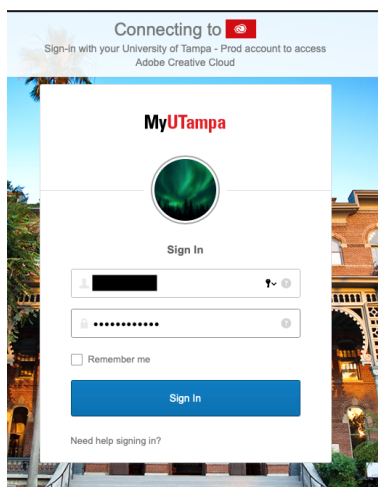 Connecting to
Sign-in with your University of Tampa - Prod account to access
Adobe Creative Cloud
MyUTampa
Sign In
Remember me
Sign In
Need help signing in?